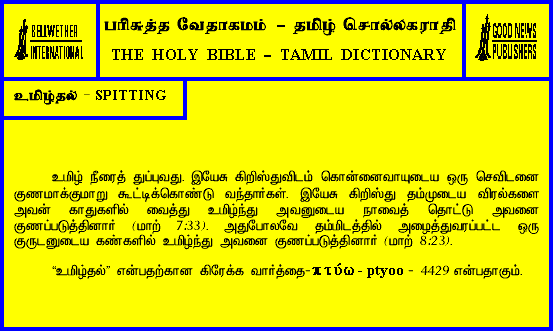 BELLWETHER
INTERNATIONAL
பரிசுத்த வேதாகமம் - தமிழ் சொல்லகராதி
THE HOLY BIBLE – TAMIL DICTIONARY
GOOD NEWS
PUBLISHERS
உமிழ்தல் - SPITTING
உமிழ் நீரைத் துப்புவது. இயேசு கிறிஸ்துவிடம் கொன்னைவாயுடைய ஒரு செவிடனை
குணமாக்குமாறு கூட்டிக்கொண்டு வந்தார்கள். இயேசு கிறிஸ்து தம்முடைய விரல்களை
அவன் காதுகளில் வைத்து உமிழ்ந்து அவனுடைய நாவைத் தொட்டு அவனை
குணப்படுத்தினார் (மாற் 7:33). அதுபோலவே தம்மிடத்தில் அழைத்துவரப்பட்ட ஒரு
குருடனுடைய கண்களில் உமிழ்ந்து அவனை குணப்படுத்தினார் (மாற் 8:23).
“உமிழ்தல்” என்பதற்கான கிரேக்க வார்த்தை-πτύω - ptyoo - 4429 என்பதாகும்.